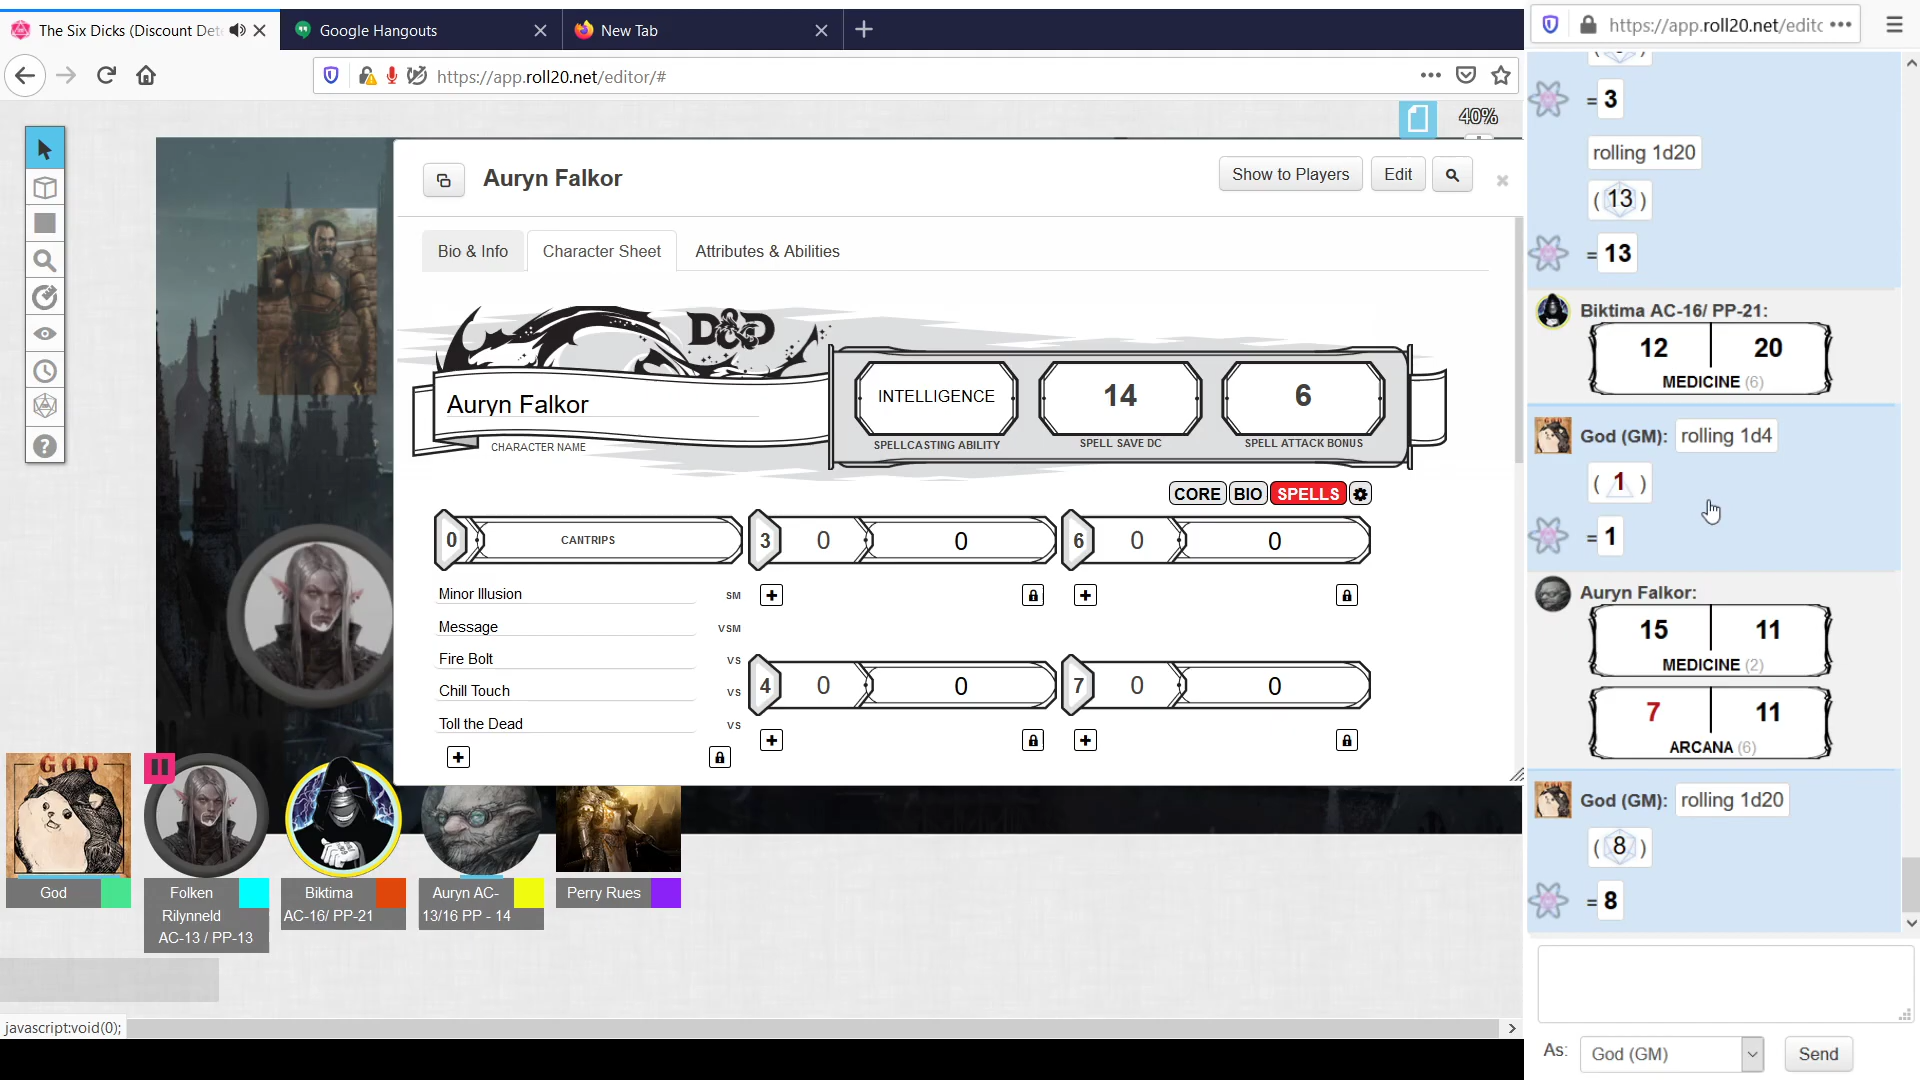 The Six Dicks (Discount Det
Google Hangouts
New Tab
https://app.roll20.net/editor/#
https://app.roll20.net/editc
40%
Auryn Falkor
Show to Players
Edit
Bio & Info
Character Sheet
Attributes & Abilities
D&D
Auryn Falkor
CHARACTER NAME
INTELLIGENCE
SPELLCASTING ABILITY
14
SPELL SAVE DC
6
SPELL ATTACK BONUS
CORE
BIO
SPELLS
0 CANTRIPS
3 0 0
6 0 0
Minor Illusion SM
Message VSM
Fire Bolt VS
Chill Touch VS
Toll the Dead VS
4 0 0
7 0 0
GOD
God
Folken
Rilynneld
AC-13 / PP-13
Biktima
AC-16/ PP-21
Auryn AC-
13/16 PP - 14
Perry Rues
javascript:void(0);
= 3
rolling 1d20
(13)
= 13
Biktima AC-16/ PP-21:
12 20
MEDICINE (6)
God (GM): rolling 1d4
(1)
= 1
Auryn Falkor:
15 11
MEDICINE (2)
7 11
ARCANA (6)
God (GM): rolling 1d20
(8)
= 8
As: God (GM)
Send